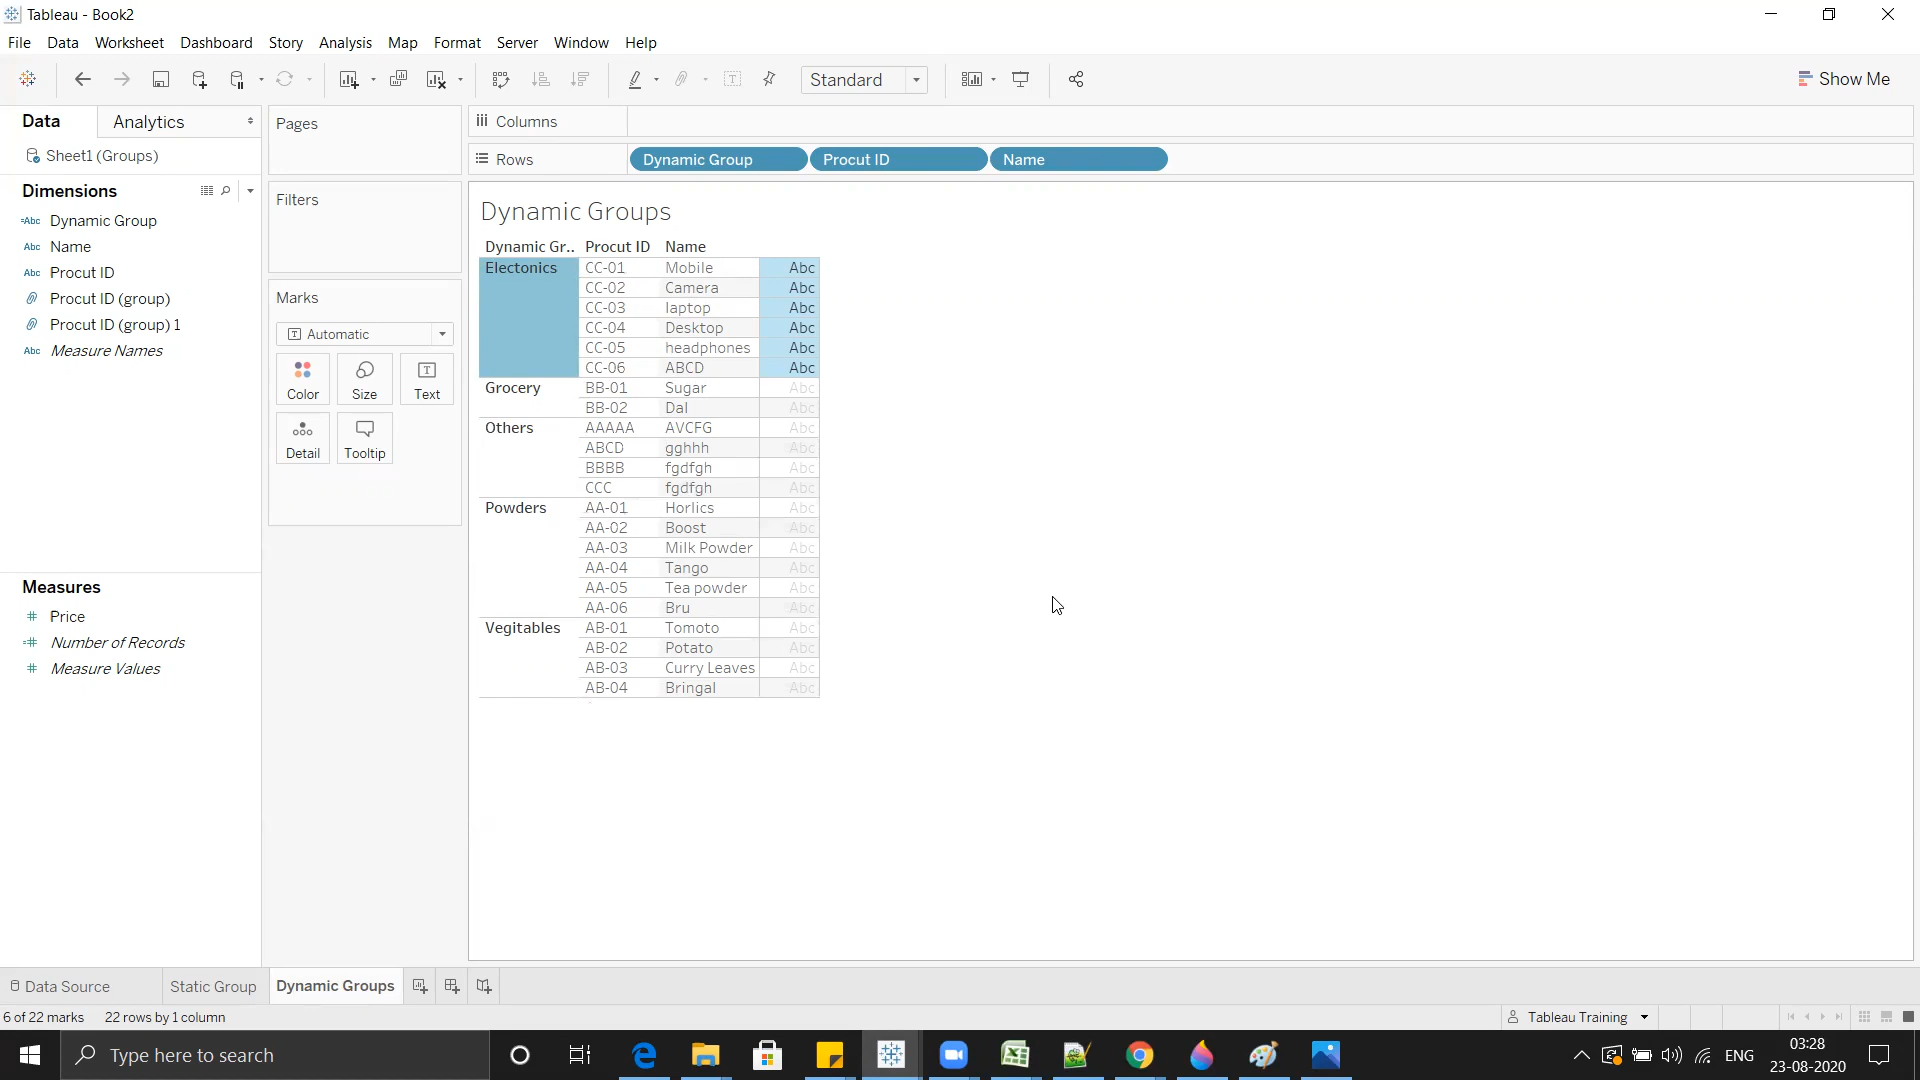 Tableau - Book2
File Data Worksheet Dashboard Story Analysis Map Format Server Window Help
Standard
Show Me
Data Analytics
Sheet1 (Groups)
Dimensions
Dynamic Group
Name
Procut ID
Procut ID (group)
Procut ID (group) 1
Measure Names
Measures
Price
Number of Records
Measure Values
Pages
Filters
Marks
Automatic
Color Size Text
Detail Tooltip
Columns
Rows Dynamic Group Procut ID Name
Dynamic Groups
Dynamic Gr.. Procut ID Name
Electonics CC-01 Mobile Abc
CC-02 Camera Abc
CC-03 laptop Abc
CC-04 Desktop Abc
CC-05 headphones Abc
CC-06 ABCD Abc
Grocery BB-01 Sugar Abc
BB-02 Dal Abc
Others AAAAA AVCFG Abc
ABCD gghhh Abc
BBBB fgdfgh Abc
CCC fgdfgh Abc
Powders AA-01 Horlics Abc
AA-02 Boost Abc
AA-03 Milk Powder Abc
AA-04 Tango Abc
AA-05 Tea powder Abc
AA-06 Bru Abc
Vegitables AB-01 Tomoto Abc
AB-02 Potato Abc
AB-03 Curry Leaves Abc
AB-04 Bringal Abc
Data Source Static Group Dynamic Groups
6 of 22 marks 22 rows by 1 column Tableau Training
Type here to search
ENG
03:28
23-08-2020